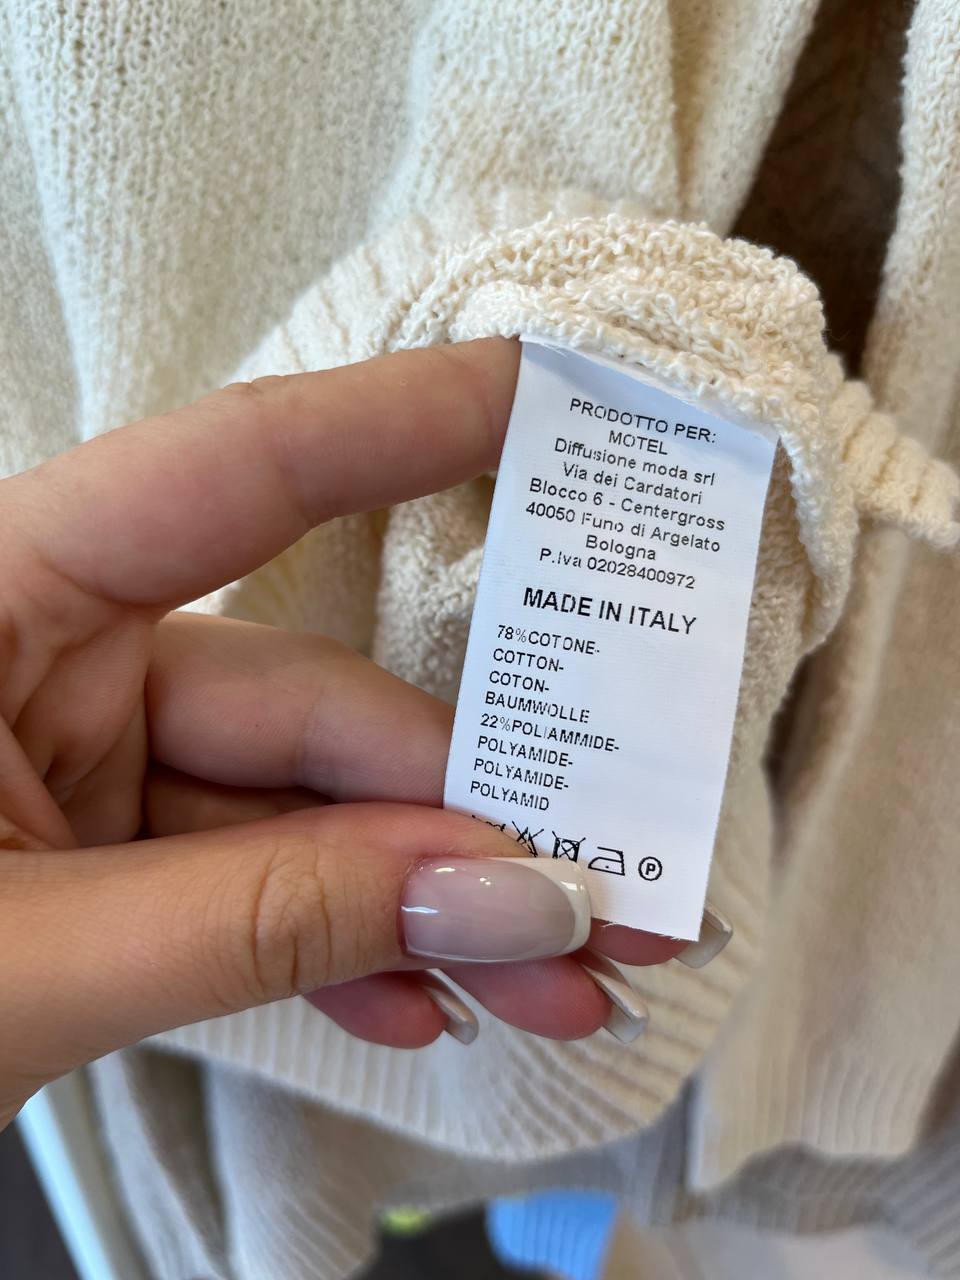 PRODOTTO PER:
MOTEL
Diffusione moda srl
Via dei Cardatori
Blocco 6 - Centergross
40050 Funo di Argelato
Bologna
P.Iva 02028400972
MADE IN ITALY
78%COTONE-
COTTON-
COTON-
BAUMWOLLE
22%POLIAMMIDE-
POLYAMIDE-
POLYAMIDE-
POLYAMID
P